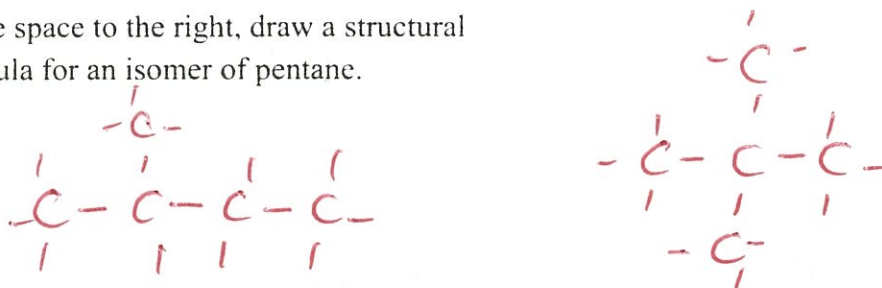 e space to the right, draw a structural
ula for an isomer of pentane.
-C-
-C-C-C-C-
-C-
-C-C-C-
-C-